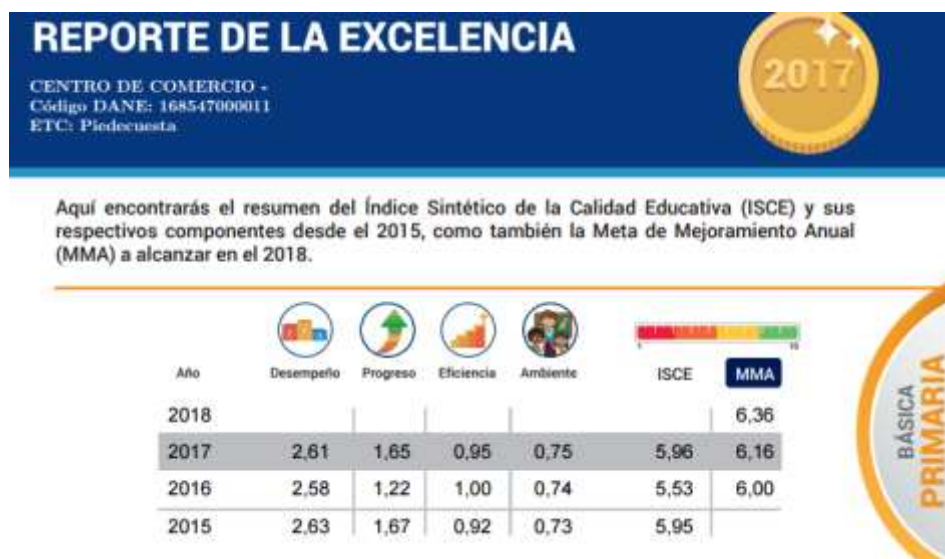 REPORTE DE LA EXCELENCIA
2017
CENTRO DE COMERCIO -
Código DANE: 168547000011
ETC: Piedecuesta
Aquí encontrarás el resumen del Índice Sintético de la Calidad Educativa (ISCE) y sus
respectivos componentes desde el 2015, como también la Meta de Mejoramiento Anual
(MMA) a alcanzar en el 2018.
1 10
Año Desempeño Progreso Eficiencia Ambiente ISCE MMA
2018 6,36
2017 2,61 1,65 0,95 0,75 5,96 6,16
2016 2,58 1,22 1,00 0,74 5,53 6,00
2015 2,63 1,67 0,92 0,73 5,95
BÁSICA
PRIMARIA